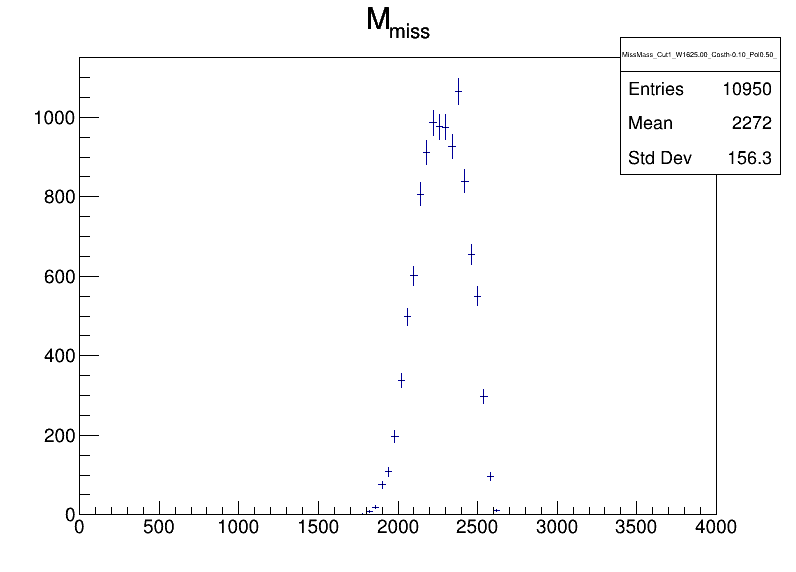 M_miss
MissMass_Cut1_W1625.00_Costh-0.10_Pol0.50_
Entries 10950
Mean 2272
Std Dev 156.3
1000
800
600
400
200
0
0 500 1000 1500 2000 2500 3000 3500 4000